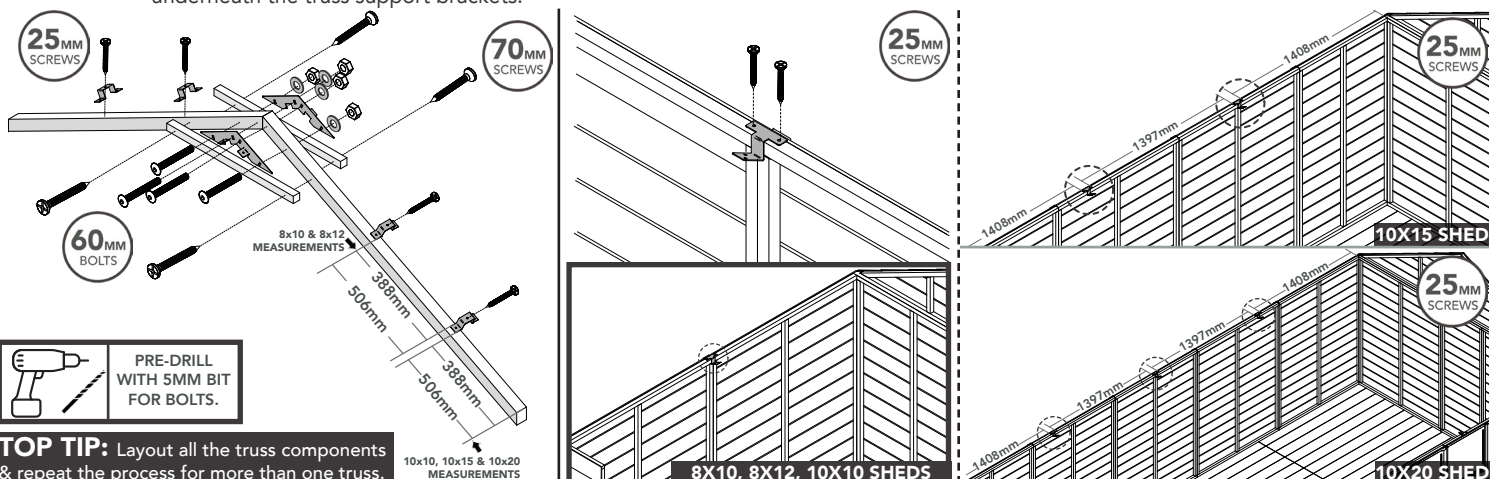 underneath the truss support brackets.
25MM
SCREWS
70MM
SCREWS
60MM
BOLTS
8x10 & 8x12
MEASUREMENTS
388mm
506mm
388mm
506mm
10x10, 10x15 & 10x20
MEASUREMENTS
PRE-DRILL
WITH 5MM BIT
FOR BOLTS.
TOP TIP: Layout all the truss components
& repeat the process for more than one truss.
25MM
SCREWS
8X10, 8X12, 10X10 SHEDS
25MM
SCREWS
1408mm
1397mm
1408mm
10X15 SHED
25MM
SCREWS
1408mm
1397mm
1397mm
1408mm
10X20 SHED